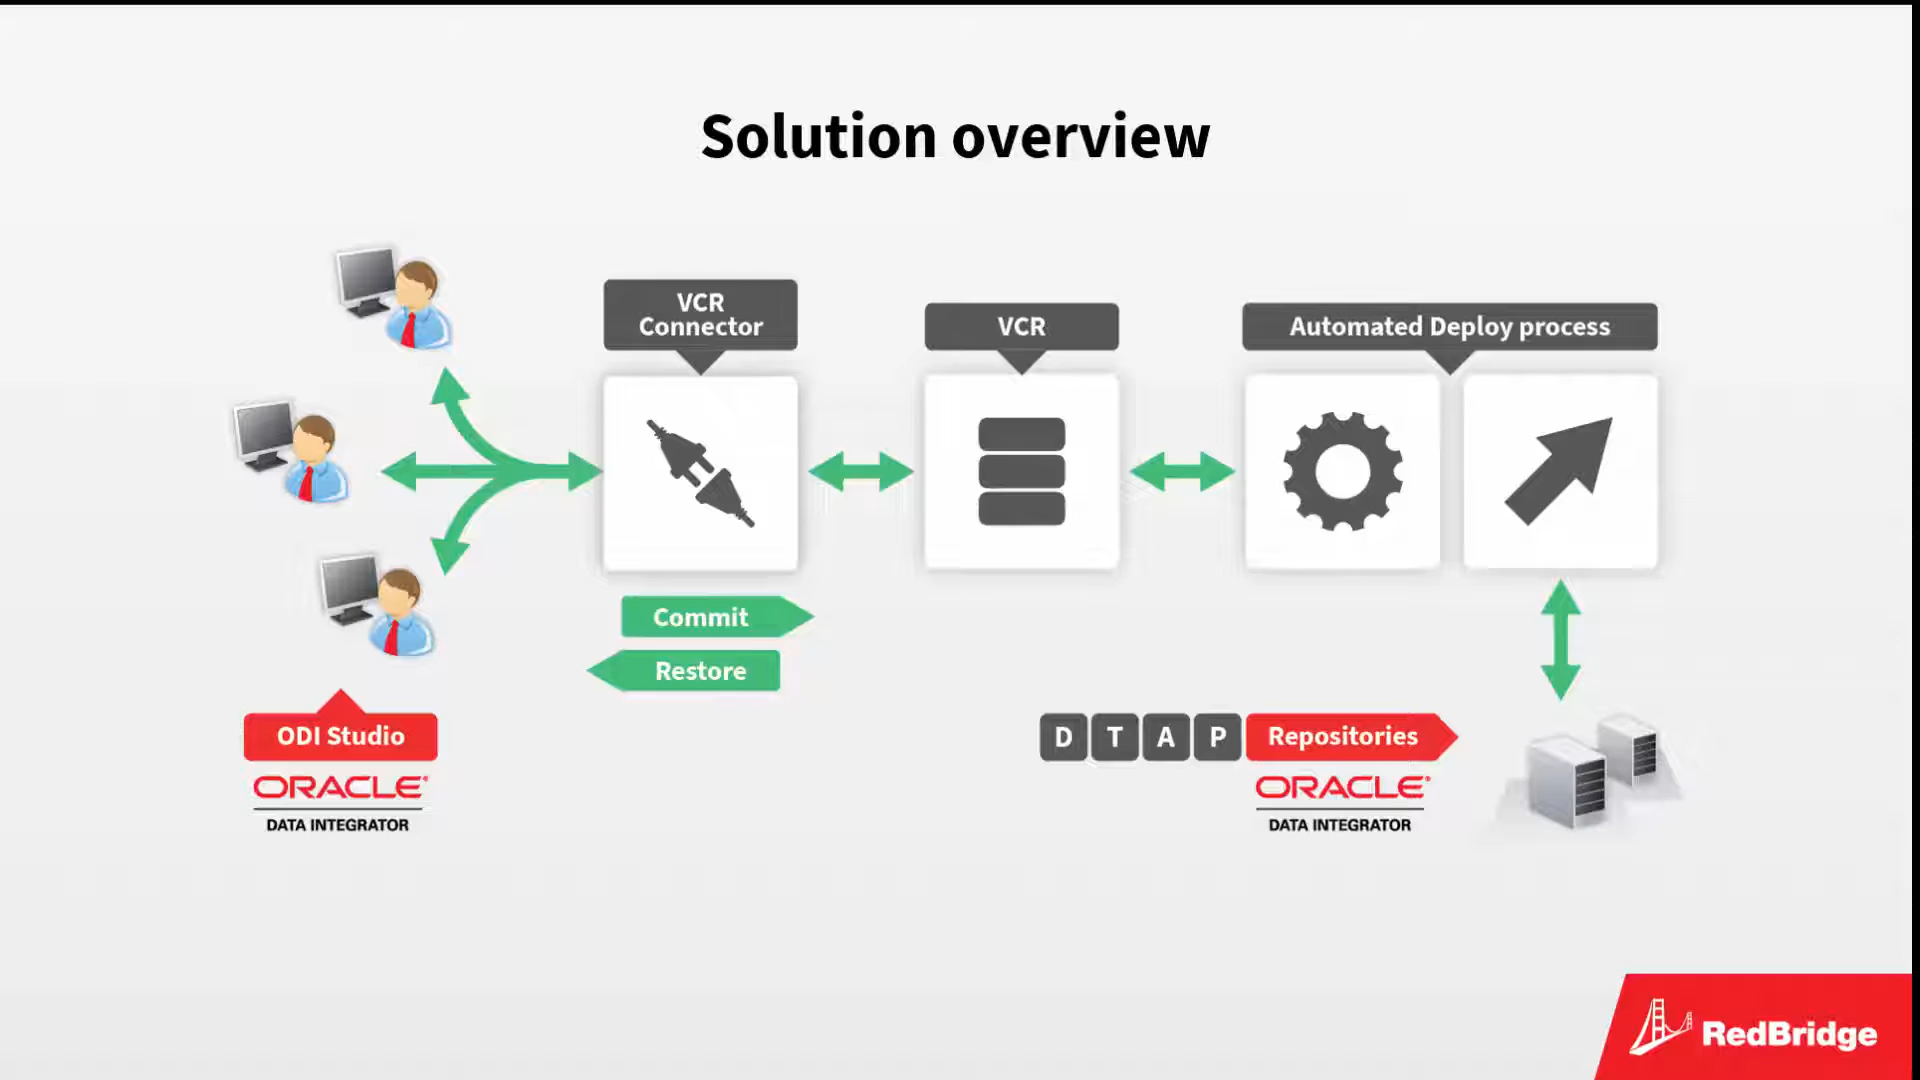 Solution overview
VCR
Connector
VCR
Automated Deploy process
Commit
Restore
ODI Studio
ORACLE®
DATA INTEGRATOR
D T A P Repositories
ORACLE®
DATA INTEGRATOR
RedBridge